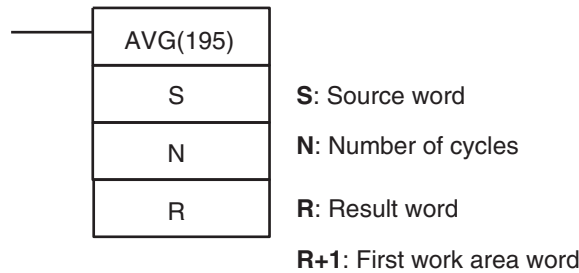 AVG(195)
S S: Source word
N N: Number of cycles
R R: Result word
R+1: First work area word